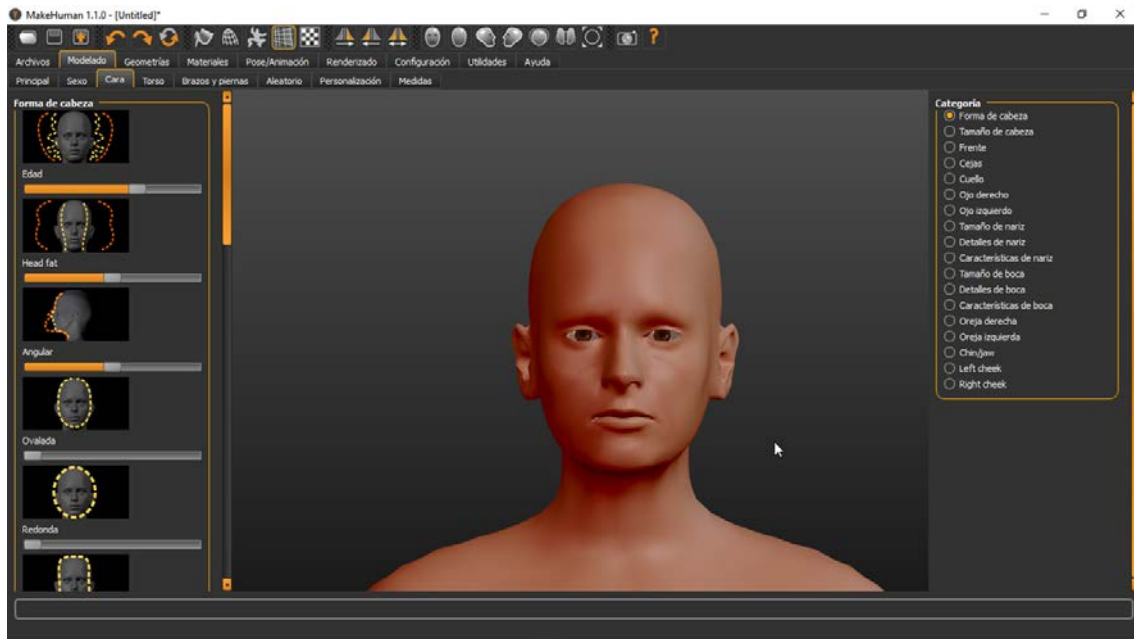 MakeHuman 1.1.0 - [Untitled]*
Archivos Modelado Geometrías Materiales Pose/Animación Renderizado Configuración Utilidades Ayuda
Principal Sexo Cara Torso Brazos y piernas Aleatorio Personalización Medidas
Forma de cabeza
Edad
Head fat
Angular
Ovalada
Redonda
Categoría
Forma de cabeza
Tamaño de cabeza
Frente
Cejas
Cuello
Ojo derecho
Ojo izquierdo
Tamaño de nariz
Detalles de nariz
Características de nariz
Tamaño de boca
Detalles de boca
Características de boca
Oreja derecha
Oreja izquierda
Chin/jaw
Left cheek
Right cheek